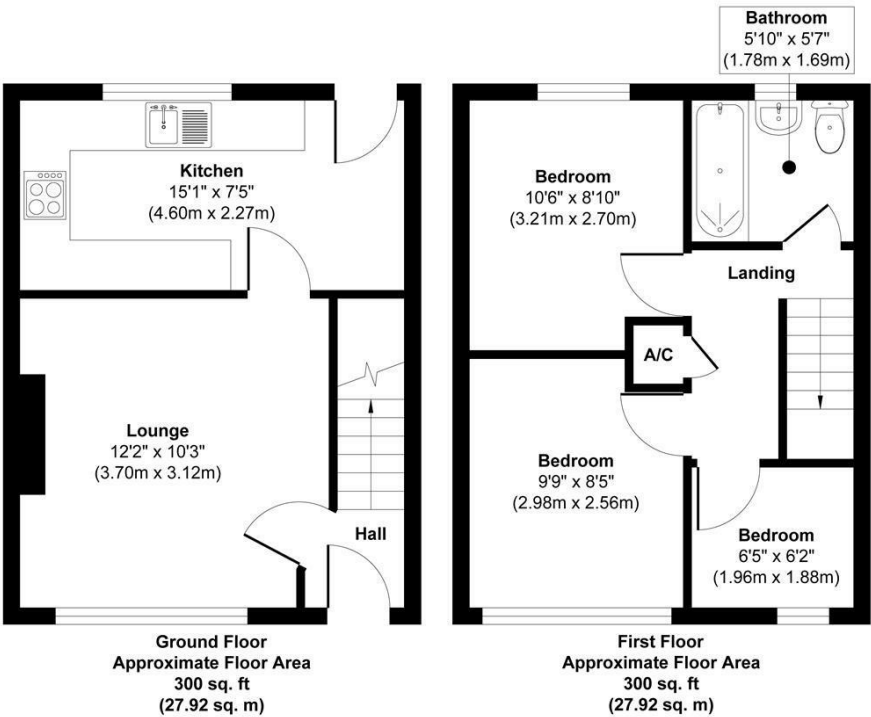 Bathroom
5'10" x 5'7"
(1.78m x 1.69m)
Kitchen
15'1" x 7'5"
(4.60m x 2.27m)
Lounge
12'2" x 10'3"
(3.70m x 3.12m)
Hall
Ground Floor
Approximate Floor Area
300 sq. ft
(27.92 sq. m)
Bedroom
10'6" x 8'10"
(3.21m x 2.70m)
Landing
A/C
Bedroom
9'9" x 8'5"
(2.98m x 2.56m)
Bedroom
6'5" x 6'2"
(1.96m x 1.88m)
First Floor
Approximate Floor Area
300 sq. ft
(27.92 sq. m)